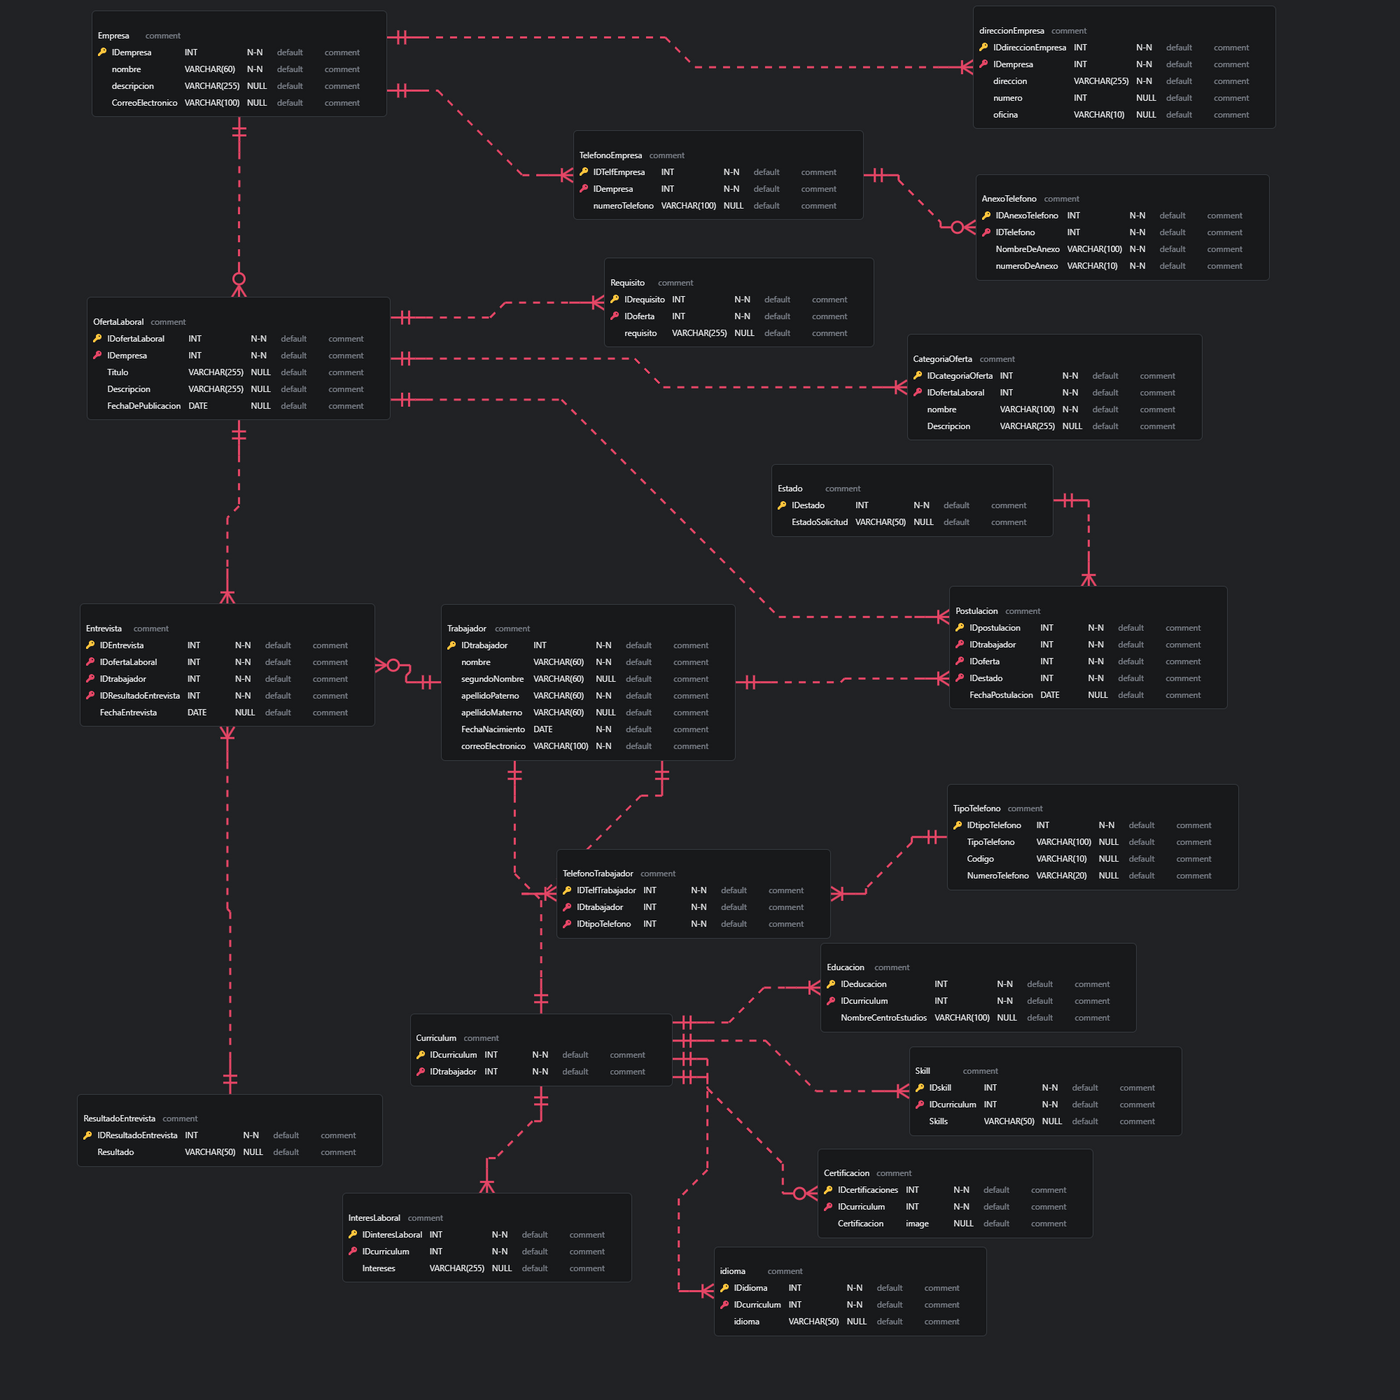 Empresa comment
IDempresa INT N-N default comment
nombre VARCHAR(60) N-N default comment
descripcion VARCHAR(255) NULL default comment
CorreoElectronico VARCHAR(100) NULL default comment
direccionEmpresa comment
IDdireccionEmpresa INT N-N default comment
IDempresa INT N-N default comment
direccion VARCHAR(255) N-N default comment
numero INT NULL default comment
oficina VARCHAR(10) NULL default comment
TelefonoEmpresa comment
IDTelfEmpresa INT N-N default comment
IDempresa INT N-N default comment
numeroTelefono VARCHAR(100) NULL default comment
AnexoTelefono comment
IDAnexoTelefono INT N-N default comment
IDTelefono INT N-N default comment
NombreDeAnexo VARCHAR(100) N-N default comment
numeroDeAnexo VARCHAR(10) N-N default comment
Requisito comment
IDrequisito INT N-N default comment
IDoferta INT N-N default comment
requisito VARCHAR(255) NULL default comment
OfertaLaboral comment
IDofertaLaboral INT N-N default comment
IDempresa INT N-N default comment
Titulo VARCHAR(255) NULL default comment
Descripcion VARCHAR(255) NULL default comment
FechaDePublicacion DATE NULL default comment
CategoriaOferta comment
IDcategoriaOferta INT N-N default comment
IDofertaLaboral INT N-N default comment
nombre VARCHAR(100) N-N default comment
Descripcion VARCHAR(255) NULL default comment
Estado comment
IDestado INT N-N default comment
EstadoSolicitud VARCHAR(50) NULL default comment
Postulacion comment
IDpostulacion INT N-N default comment
IDtrabajador INT N-N default comment
IDoferta INT N-N default comment
IDestado INT N-N default comment
FechaPostulacion DATE NULL default comment
Entrevista comment
IDEntrevista INT N-N default comment
IDofertaLaboral INT N-N default comment
IDtrabajador INT N-N default comment
IDResultadoEntrevista INT N-N default comment
FechaEntrevista DATE NULL default comment
Trabajador comment
IDtrabajador INT N-N default comment
nombre VARCHAR(60) N-N default comment
segundoNombre VARCHAR(60) NULL default comment
apellidoPaterno VARCHAR(60) N-N default comment
apellidoMaterno VARCHAR(60) NULL default comment
FechaNacimiento DATE N-N default comment
correoElectronico VARCHAR(100) N-N default comment
TipoTelefono comment
IDtipoTelefono INT N-N default comment
TipoTelefono VARCHAR(100) NULL default comment
Codigo VARCHAR(10) NULL default comment
NumeroTelefono VARCHAR(20) NULL default comment
TelefonoTrabajador comment
IDTelfTrabajador INT N-N default comment
IDtrabajador INT N-N default comment
IDtipoTelefono INT N-N default comment
Educacion comment
IDeducacion INT N-N default comment
IDcurriculum INT N-N default comment
NombreCentroEstudios VARCHAR(100) NULL default comment
Curriculum comment
IDcurriculum INT N-N default comment
IDtrabajador INT N-N default comment
Skill comment
IDskill INT N-N default comment
IDcurriculum INT N-N default comment
Skills VARCHAR(50) NULL default comment
ResultadoEntrevista comment
IDResultadoEntrevista INT N-N default comment
Resultado VARCHAR(50) NULL default comment
Certificacion comment
IDcertificaciones INT N-N default comment
IDcurriculum INT N-N default comment
Certificacion image NULL default comment
InteresLaboral comment
IDinteresLaboral INT N-N default comment
IDcurriculum INT N-N default comment
Intereses VARCHAR(255) NULL default comment
idioma comment
IDidioma INT N-N default comment
IDcurriculum INT N-N default comment
idioma VARCHAR(50) NULL default comment